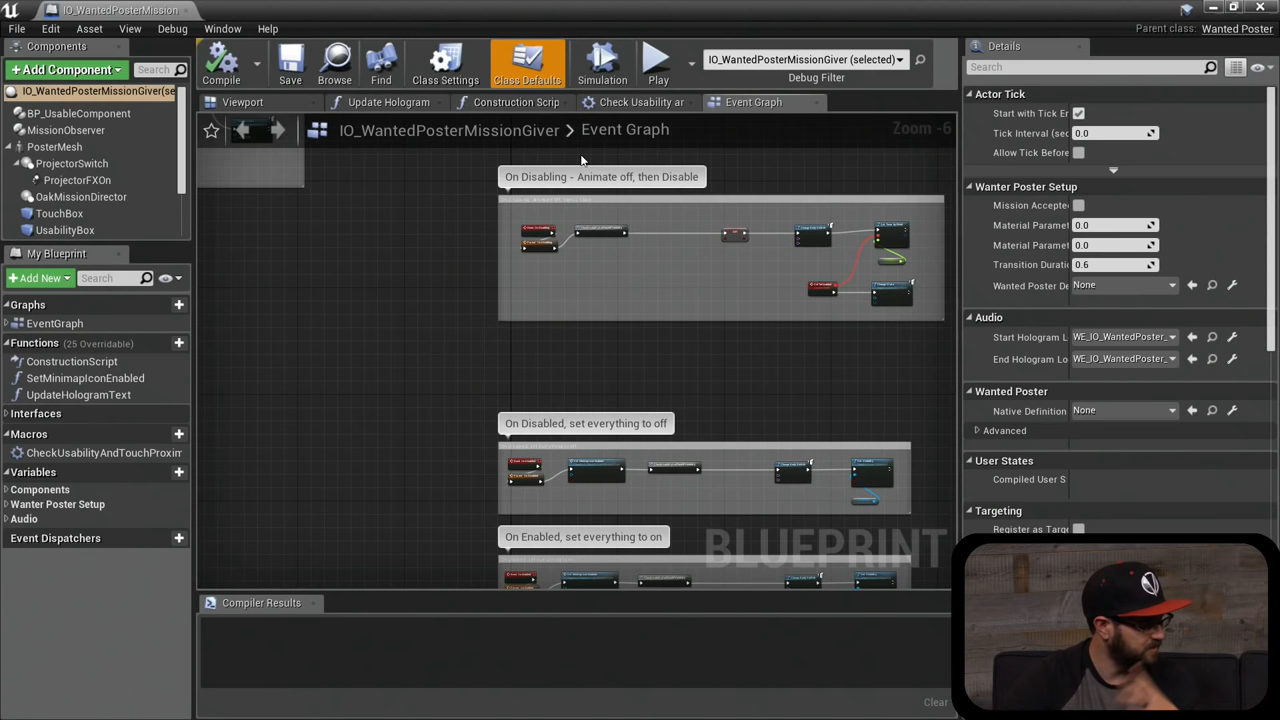 IO_WantedPosterMission
File Edit Asset View Debug Window Help
Parent class: Wanted Poster
Components
Add Component
Search
IO_WantedPosterMissionGiver(se
BP_UsableComponent
MissionObserver
PosterMesh
ProjectorSwitch
ProjectorFXOn
OakMissionDirector
TouchBox
UsabilityBox
My Blueprint
Add New
Search
Graphs
EventGraph
Functions (25 Overridable)
ConstructionScript
SetMinimapIconEnabled
UpdateHologramText
Interfaces
Macros
CheckUsabilityAndTouchProxim
Variables
Components
Wanter Poster Setup
Audio
Event Dispatchers
Compile
Save
Browse
Find
Class Settings
Class Defaults
Simulation
Play
IO_WantedPosterMissionGiver (selected)
Debug Filter
Viewport
Update Hologram
Construction Scrip
Check Usability ar
Event Graph
IO_WantedPosterMissionGiver > Event Graph
Zoom -6
On Disabling - Animate off, then Disable
On Disabled, set everything to off
On Enabled, set everything to on
BLUEPRINT
Compiler Results
Clear
Details
Search
Actor Tick
Start with Tick Er
Tick Interval (sec 0.0
Allow Tick Before
Wanter Poster Setup
Mission Accepte
Material Paramet 0.0
Material Paramet 0.0
Transition Duratic 0.6
Wanted Poster De None
Audio
Start Hologram L WE_IO_WantedPoster_
End Hologram Lo WE_IO_WantedPoster_
Wanted Poster
Native Definition None
Advanced
User States
Compiled User S
Targeting
Register as Targe